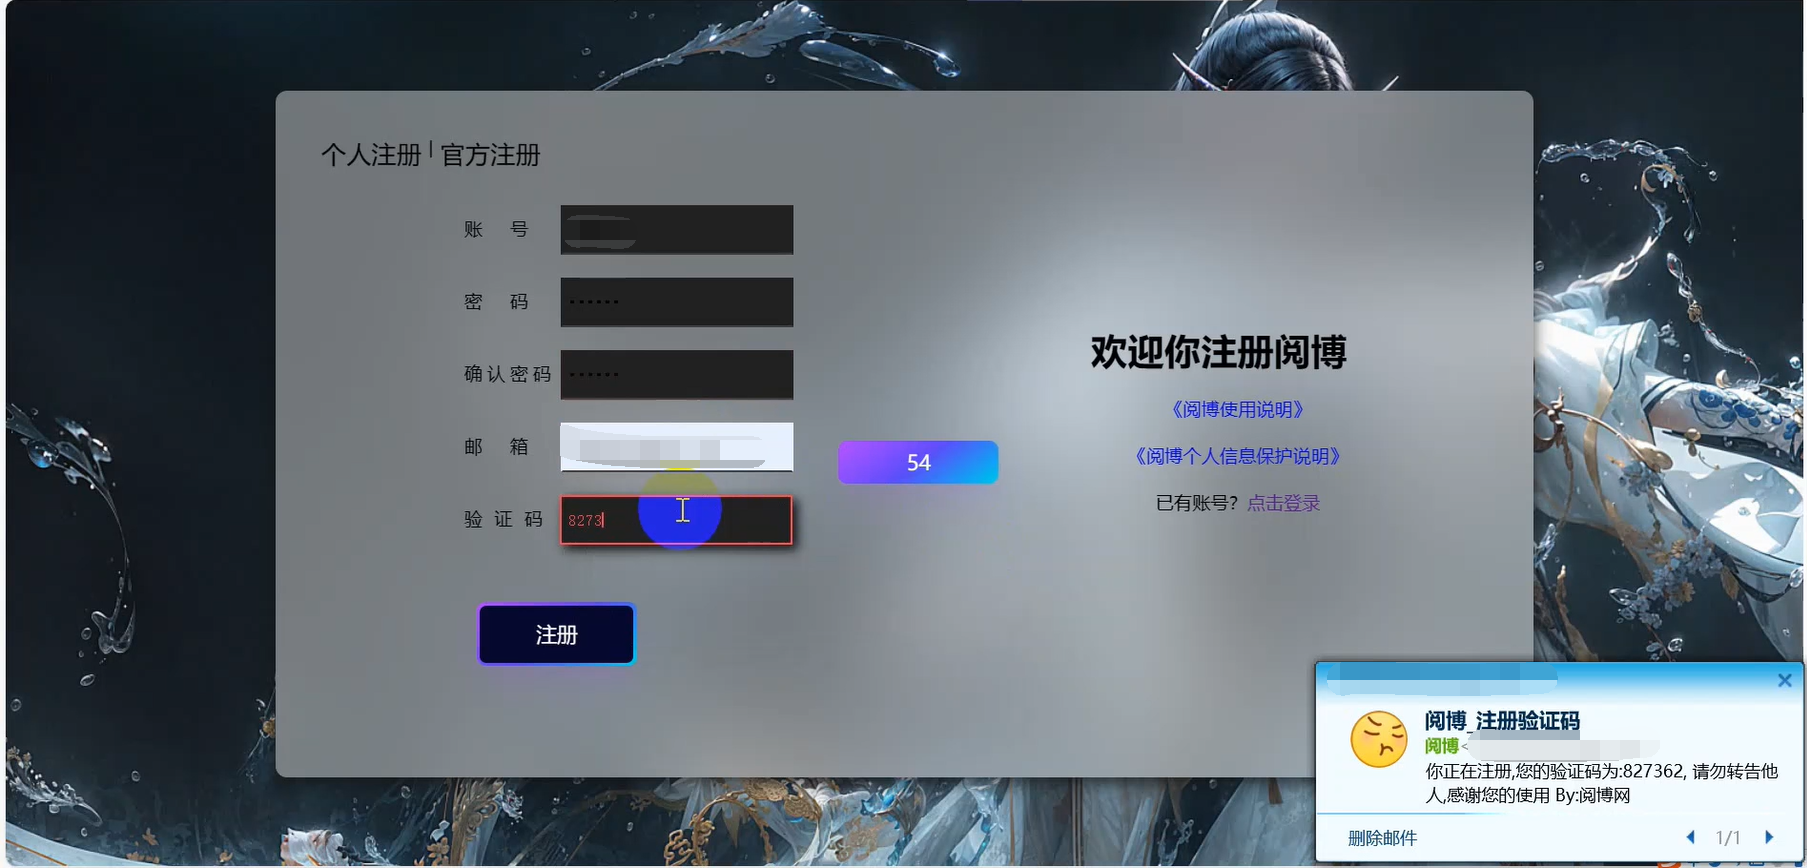 个人注册 | 官方注册
账 号
密 码
确认密码
邮 箱
54
验 证 码 8273
注册
欢迎你注册阅博
《阅博使用说明》
《阅博个人信息保护说明》
已有账号？点击登录
阅博_注册验证码
阅博<
你正在注册,您的验证码为:827362, 请勿转告他
人,感谢您的使用 By:阅博网
删除邮件
1/1